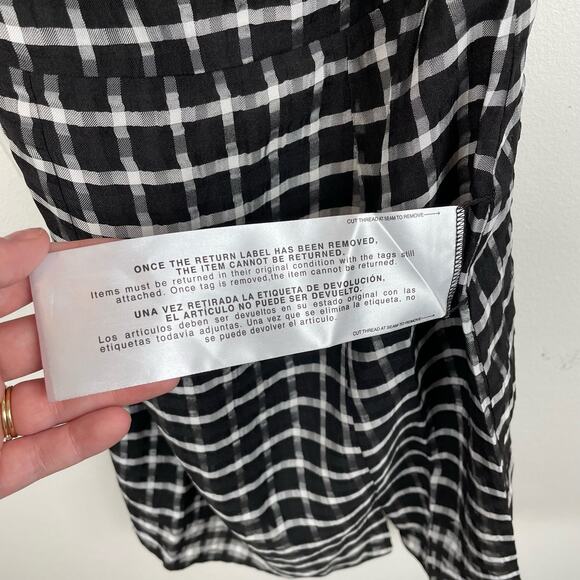 CUT THREAD AT SEAM TO REMOVE
ONCE THE RETURN LABEL HAS BEEN REMOVED,
THE ITEM CANNOT BE RETURNED.
Items must be returned in their original condition with the tags still
attached. Once tag is removed,the item cannot be returned.
UNA VEZ RETIRADA LA ETIQUETA DE DEVOLUCIÓN,
EL ARTÍCULO NO PUEDE SER DEVUELTO.
Los artículos deben ser devueltos en su estado original con las
etiquetas todavía adjuntas. Una vez que se elimina la etiqueta, no
se puede devolver el artículo.
CUT THREAD AT SEAM TO REMOVE